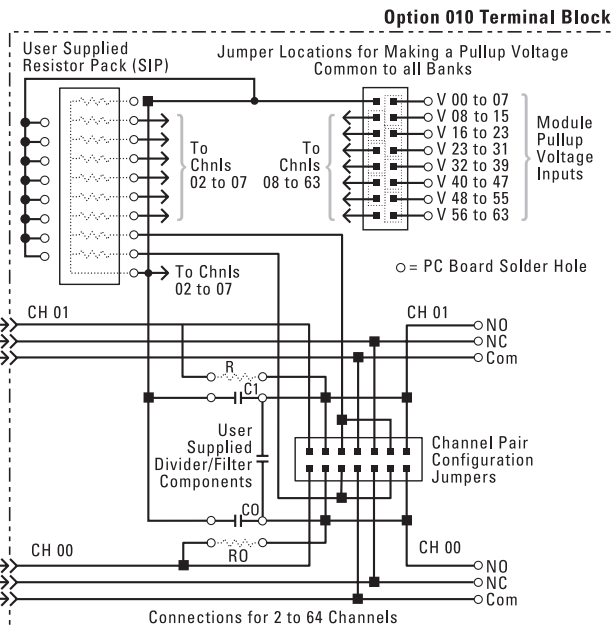 Option 010 Terminal Block
User Supplied
Resistor Pack (SIP)
Jumper Locations for Making a Pullup Voltage
Common to all Banks
To
Chnls
02 to 07
To
Chnls
08 to 63
V 00 to 07
V 08 to 15
V 16 to 23
V 23 to 31
V 32 to 39
V 40 to 47
V 48 to 55
V 56 to 63
Module
Pullup
Voltage
Inputs
To Chnls
02 to 07
= PC Board Solder Hole
CH 01
CH 01
NO
NC
Com
R
C1
User
Supplied
Divider/Filter
Components
Channel Pair
Configuration
Jumpers
C0
R0
CH 00
CH 00
NO
NC
Com
Connections for 2 to 64 Channels